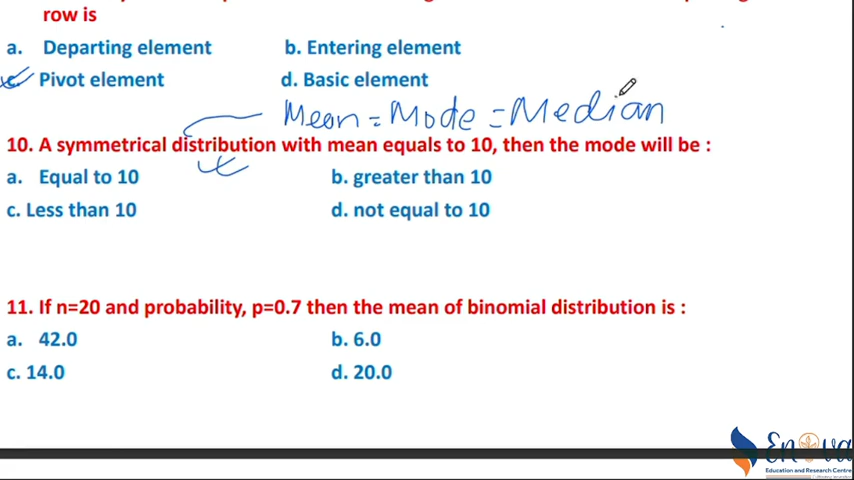 row is
a. Departing element b. Entering element
c. Pivot element d. Basic element
Mean = Mode = Median
10. A symmetrical distribution with mean equals to 10, then the mode will be :
a. Equal to 10 b. greater than 10
c. Less than 10 d. not equal to 10
11. If n=20 and probability, p=0.7 then the mean of binomial distribution is :
a. 42.0 b. 6.0
c. 14.0 d. 20.0
Enova
Education and Research Centre